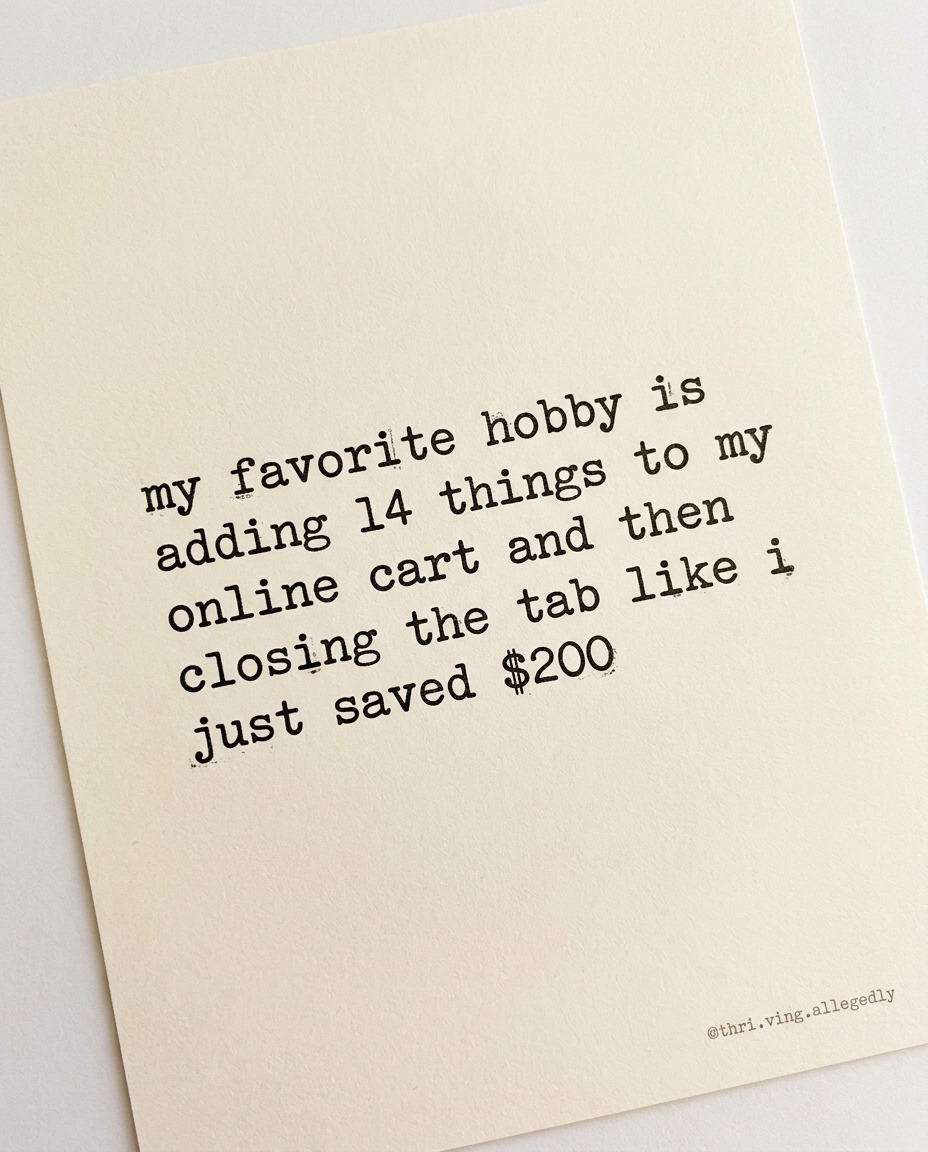 my favorite hobby is
adding 14 things to my
online cart and then
closing the tab like i
just saved $200
@thri.ving.allegedly